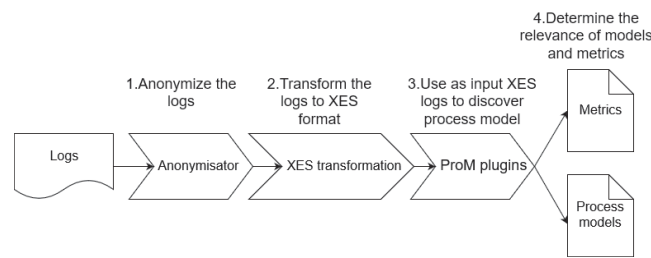 4.Determine the
relevance of models
and metrics
1.Anonymize the
logs
2.Transform the
logs to XES
format
3.Use as input XES
logs to discover
process model
Logs
Anonymisator
XES transformation
ProM plugins
Metrics
Process
models